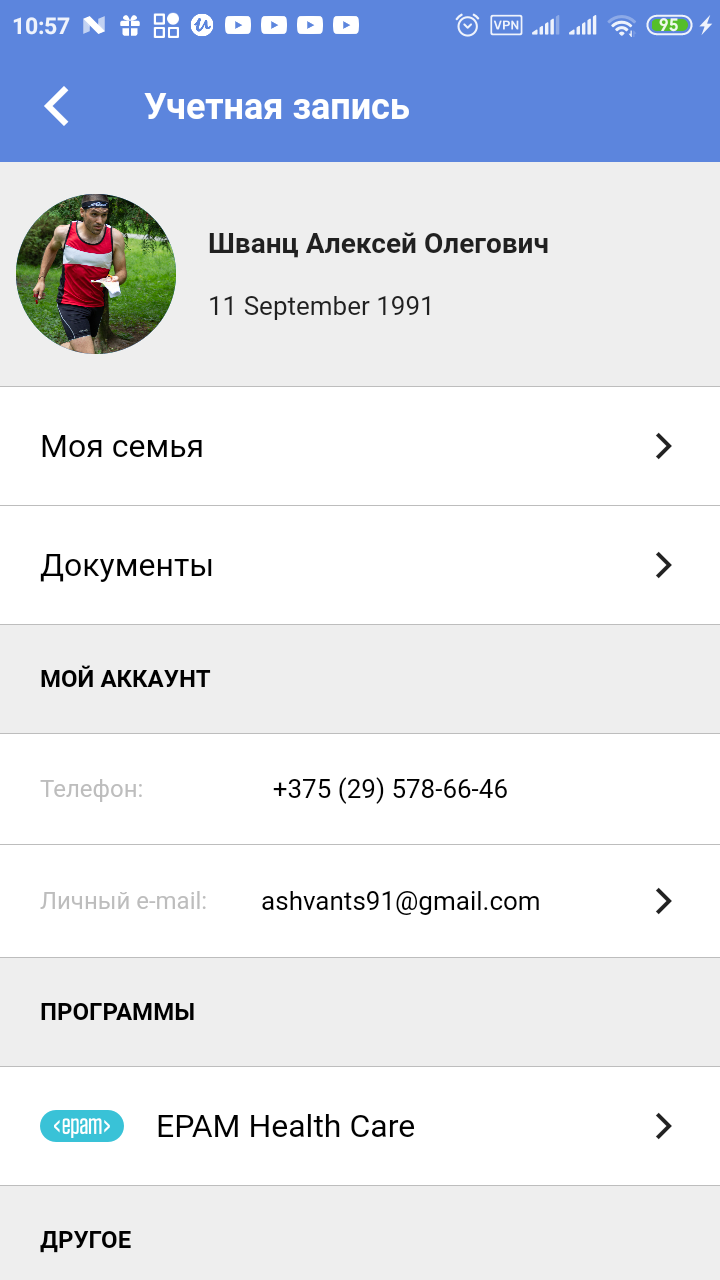 10:57 VPN 95
Учетная запись
Шванц Алексей Олегович
11 September 1991
Моя семья
Документы
МОЙ АККАУНТ
Телефон: +375 (29) 578-66-46
Личный e-mail: ashvants91@gmail.com
ПРОГРАММЫ
<epam> EPAM Health Care
ДРУГОЕ